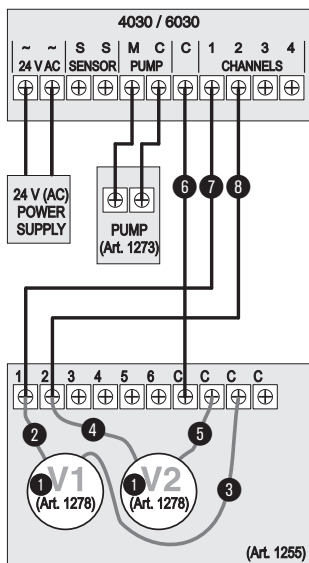 4030 / 6030
~ ~ S S M C C 1 2 3 4
24 V AC SENSOR PUMP CHANNELS
6 7 8
24 V (AC)
POWER
SUPPLY
PUMP
(Art. 1273)
1 2 3 4 5 6 C C C C
2 4 5
1 V1 1 V2 3
(Art. 1278) (Art. 1278)
(Art. 1255)